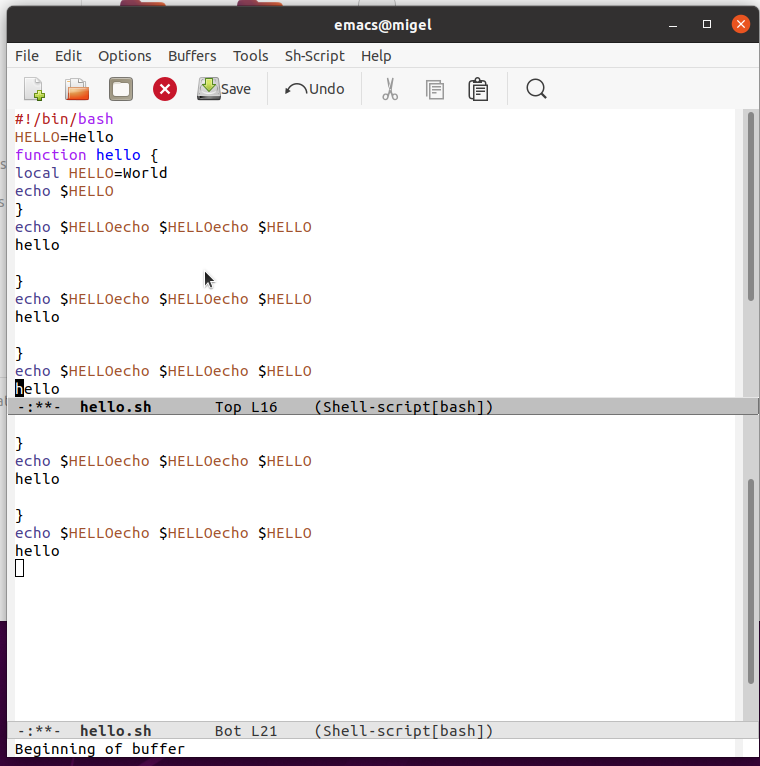 emacs@migel
File Edit Options Buffers Tools Sh-Script Help
Save Undo
#!/bin/bash
HELLO=Hello
function hello {
local HELLO=World
echo $HELLO
}
echo $HELLOecho $HELLOecho $HELLO
hello
}
echo $HELLOecho $HELLOecho $HELLO
hello
}
echo $HELLOecho $HELLOecho $HELLO
hello
-:**- hello.sh Top L16 (Shell-script[bash])
}
echo $HELLOecho $HELLOecho $HELLO
hello
}
echo $HELLOecho $HELLOecho $HELLO
hello
-:**- hello.sh Bot L21 (Shell-script[bash])
Beginning of buffer